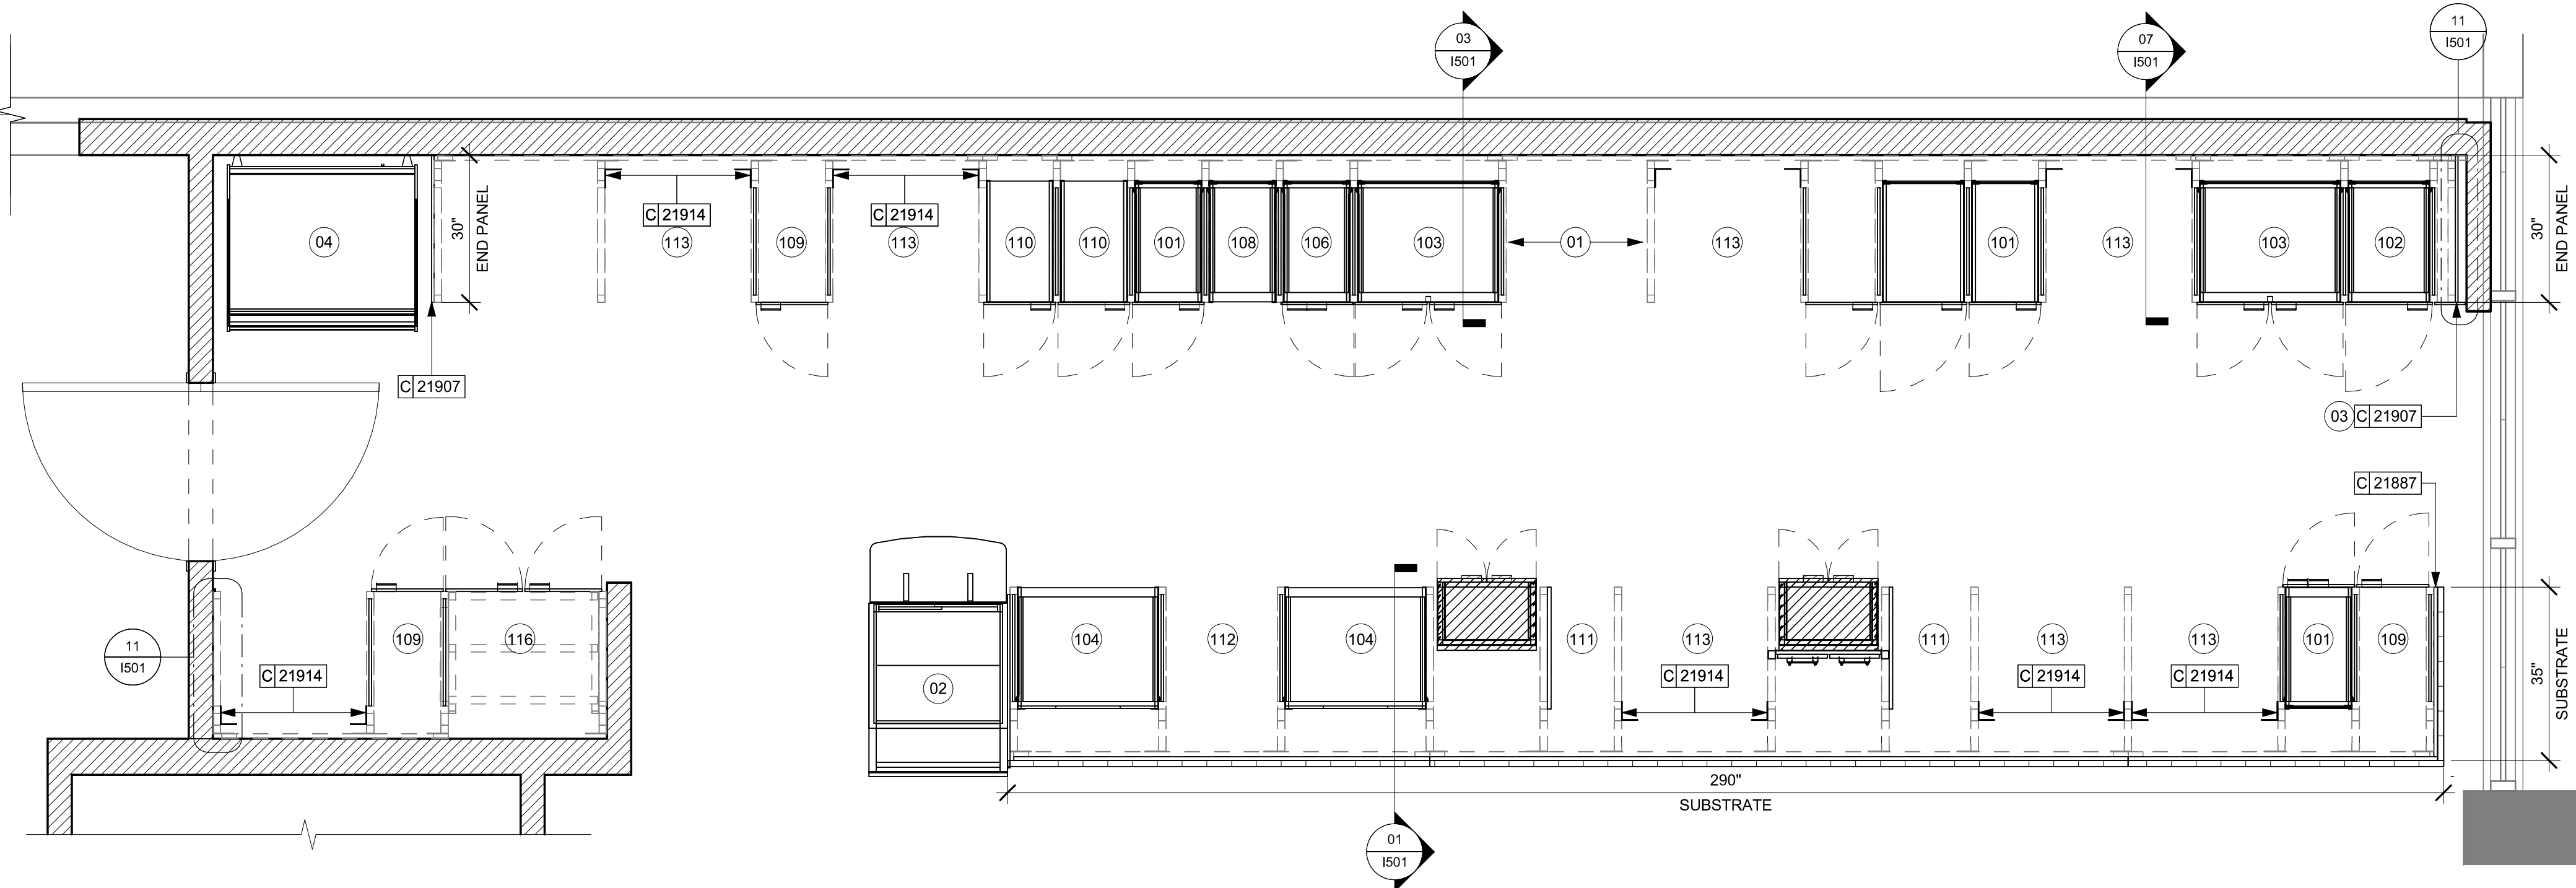 03
I501
07
I501
11
I501
30"
END PANEL
C 21914
C 21914
04
113
109
113
110
110
101
108
106
103
01
113
101
113
103
102
30"
END PANEL
C 21907
03 C 21907
C 21887
11
I501
109
116
C 21914
02
104
112
104
111
113
C 21914
111
113
C 21914
113
C 21914
101
109
35"
SUBSTRATE
290"
SUBSTRATE
01
I501